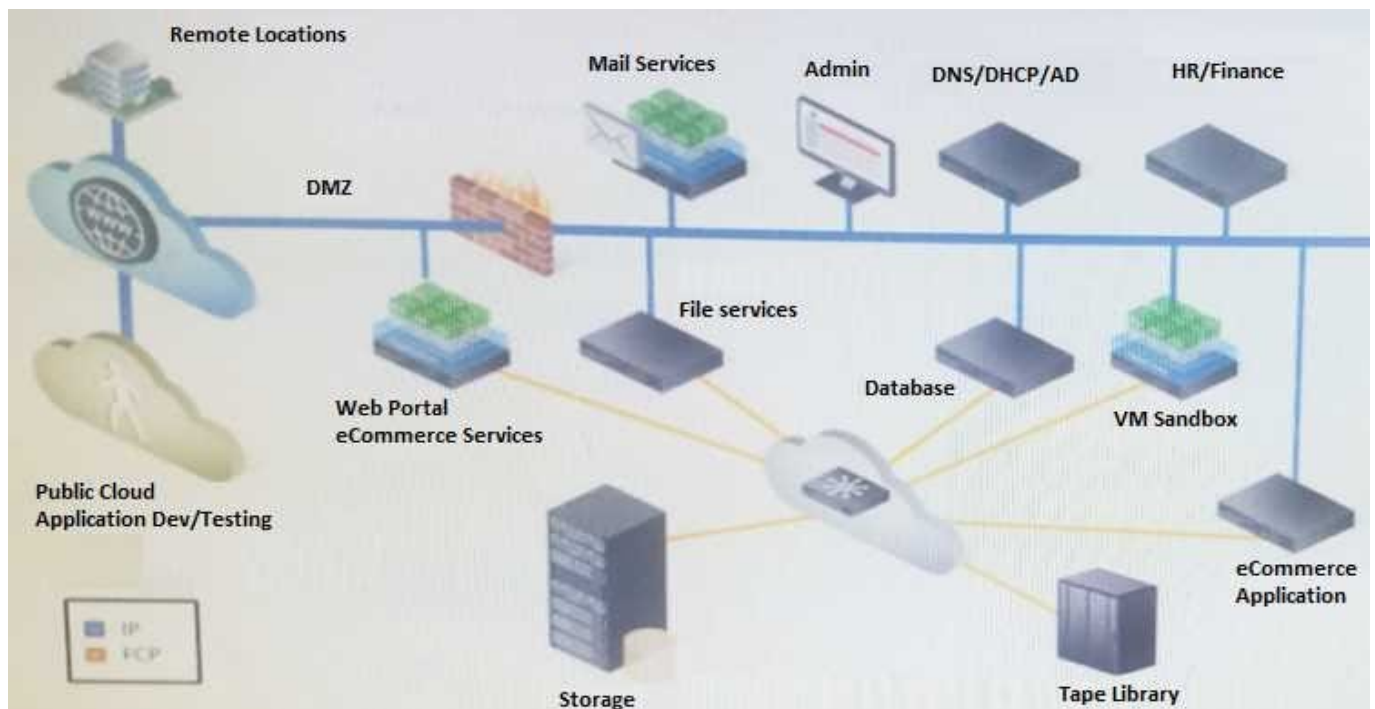 Remote Locations
Mail Services
Admin
DNS/DHCP/AD
HR/Finance
DMZ
File services
Database
VM Sandbox
Web Portal
eCommerce Services
Public Cloud
Application Dev/Testing
eCommerce
Application
IP
FCP
Storage
Tape Library